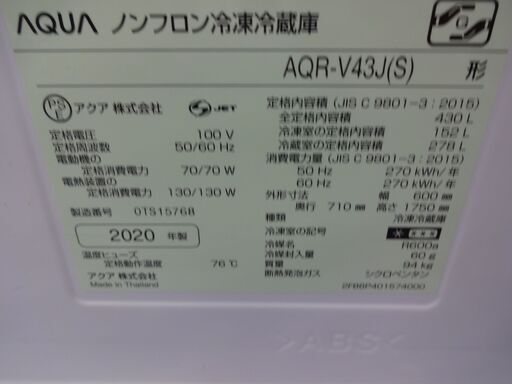 AQUA ノンフロン冷凍冷蔵庫
AQR-V43J(S) 形
PS E アクア 株式会社 JET
定格電圧 100 V
定格周波数 50/60 Hz
電動機の
定格消費電力 70/70 W
電熱装置の
定格消費電力 130/130 W
製造番号 0TS15768
2020 年製
温度ヒューズ
定格動作温度 76℃
アクア 株式会社
Made in Thailand
定格内容積 (JIS C 9801-3:2015)
全定格内容積 430 L
冷凍室の定格内容積 152 L
冷蔵室の定格内容積 278 L
消費電力量 (JIS C 9801-3:2015)
50 Hz 270 kWh/年
60 Hz 270 kWh/年
外形寸法 幅 600 mm
奥行 710 mm 高さ 1750 mm
種類 冷凍冷蔵庫
冷凍室の記号
冷媒名 R600a
冷媒封入量 60 g
質量 94 kg
断熱発泡ガス シクロペンタン
2FB6P401574000
>ABS<